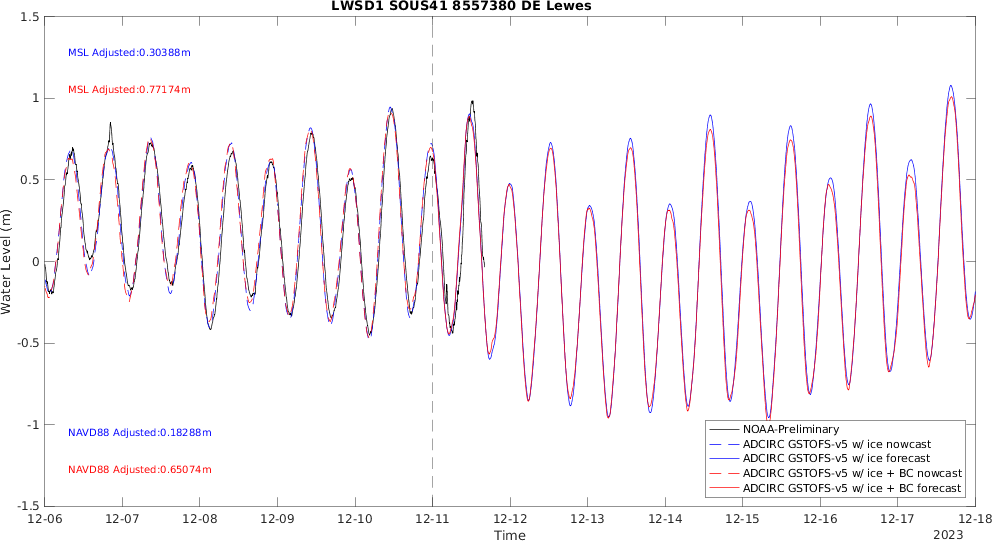 LWSD1 SOUS41 8557380 DE Lewes
1.5
1
0.5
0
-0.5
-1
-1.5
Water Level (m)
MSL Adjusted:0.30388m
MSL Adjusted:0.77174m
NAVD88 Adjusted:0.18288m
NAVD88 Adjusted:0.65074m
NOAA-Preliminary
ADCIRC GSTOFS-v5 w/ ice nowcast
ADCIRC GSTOFS-v5 w/ ice forecast
ADCIRC GSTOFS-v5 w/ ice + BC nowcast
ADCIRC GSTOFS-v5 w/ ice + BC forecast
12-06 12-07 12-08 12-09 12-10 12-11 12-12 12-13 12-14 12-15 12-16 12-17 12-18
Time
2023